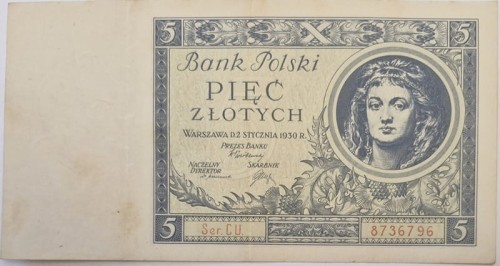 5 5
Bank Polski
PIĘĆ
ZŁOTYCH
WARSZAWA D. 2 STYCZNIA 1930 R.
PREZES BANKU
NACZELNY DYREKTOR SKARBNIK
5 5
Ser. CU 8736796